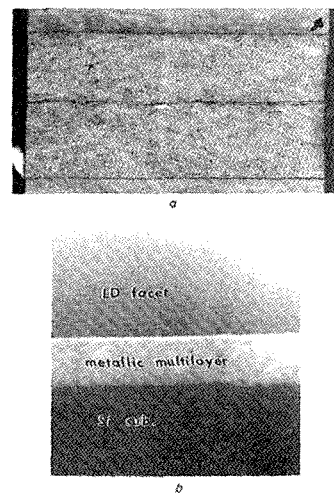 a
LD facet
metallic multilayer
Si sub.
b